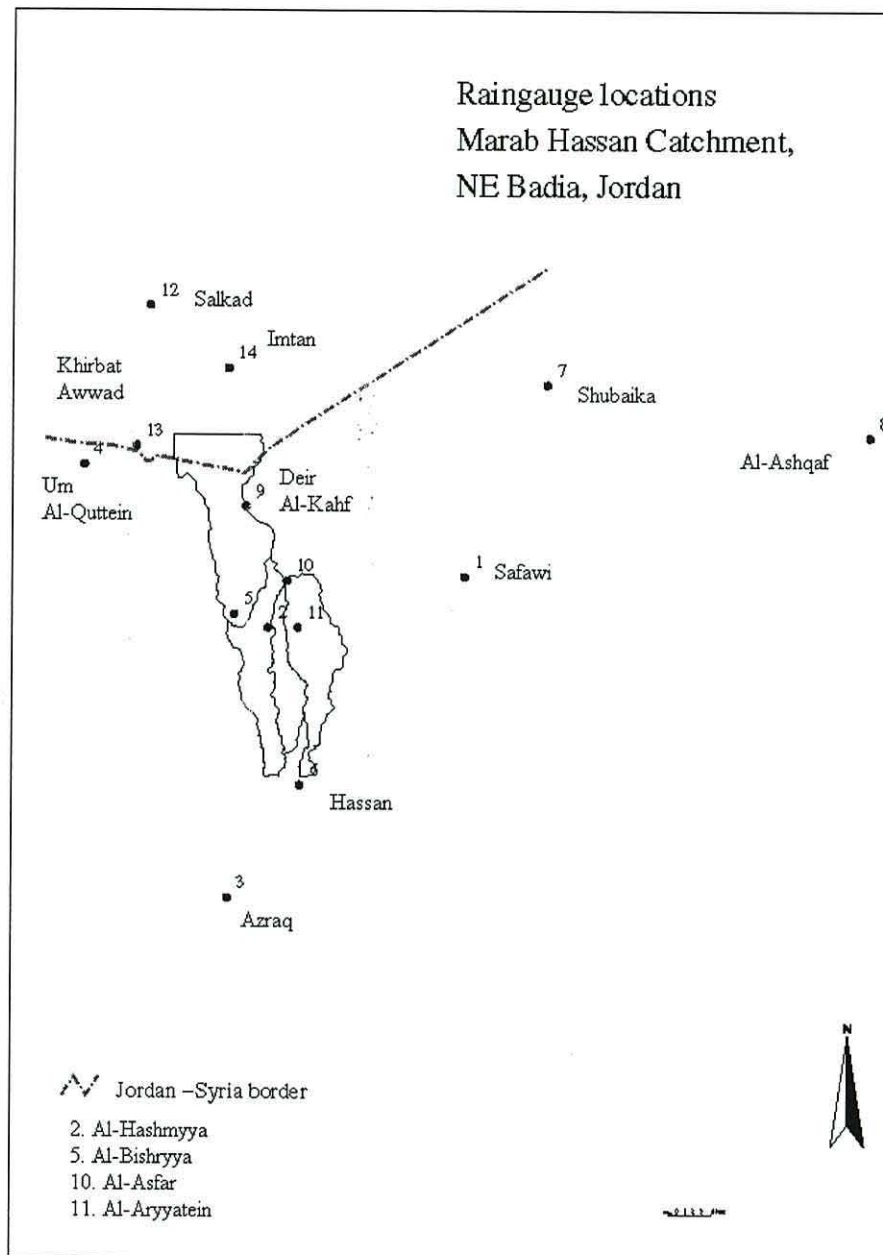 Raingauge locations
Marab Hassan Catchment,
NE Badia, Jordan
12 Salkad
Imtan
14
Khirbat
Awwad
7
Shubaika
13
8
4
Al-Ashqaf
Um
Al-Quttein
Deir
Al-Kahf
9
10
1 Safawi
5
2
11
Hassan
3
Azraq
N
Jordan –Syria border
2. Al-Hashmyya
5. Al-Bishryya
10. Al-Asfar
11. Al-Aryyatein